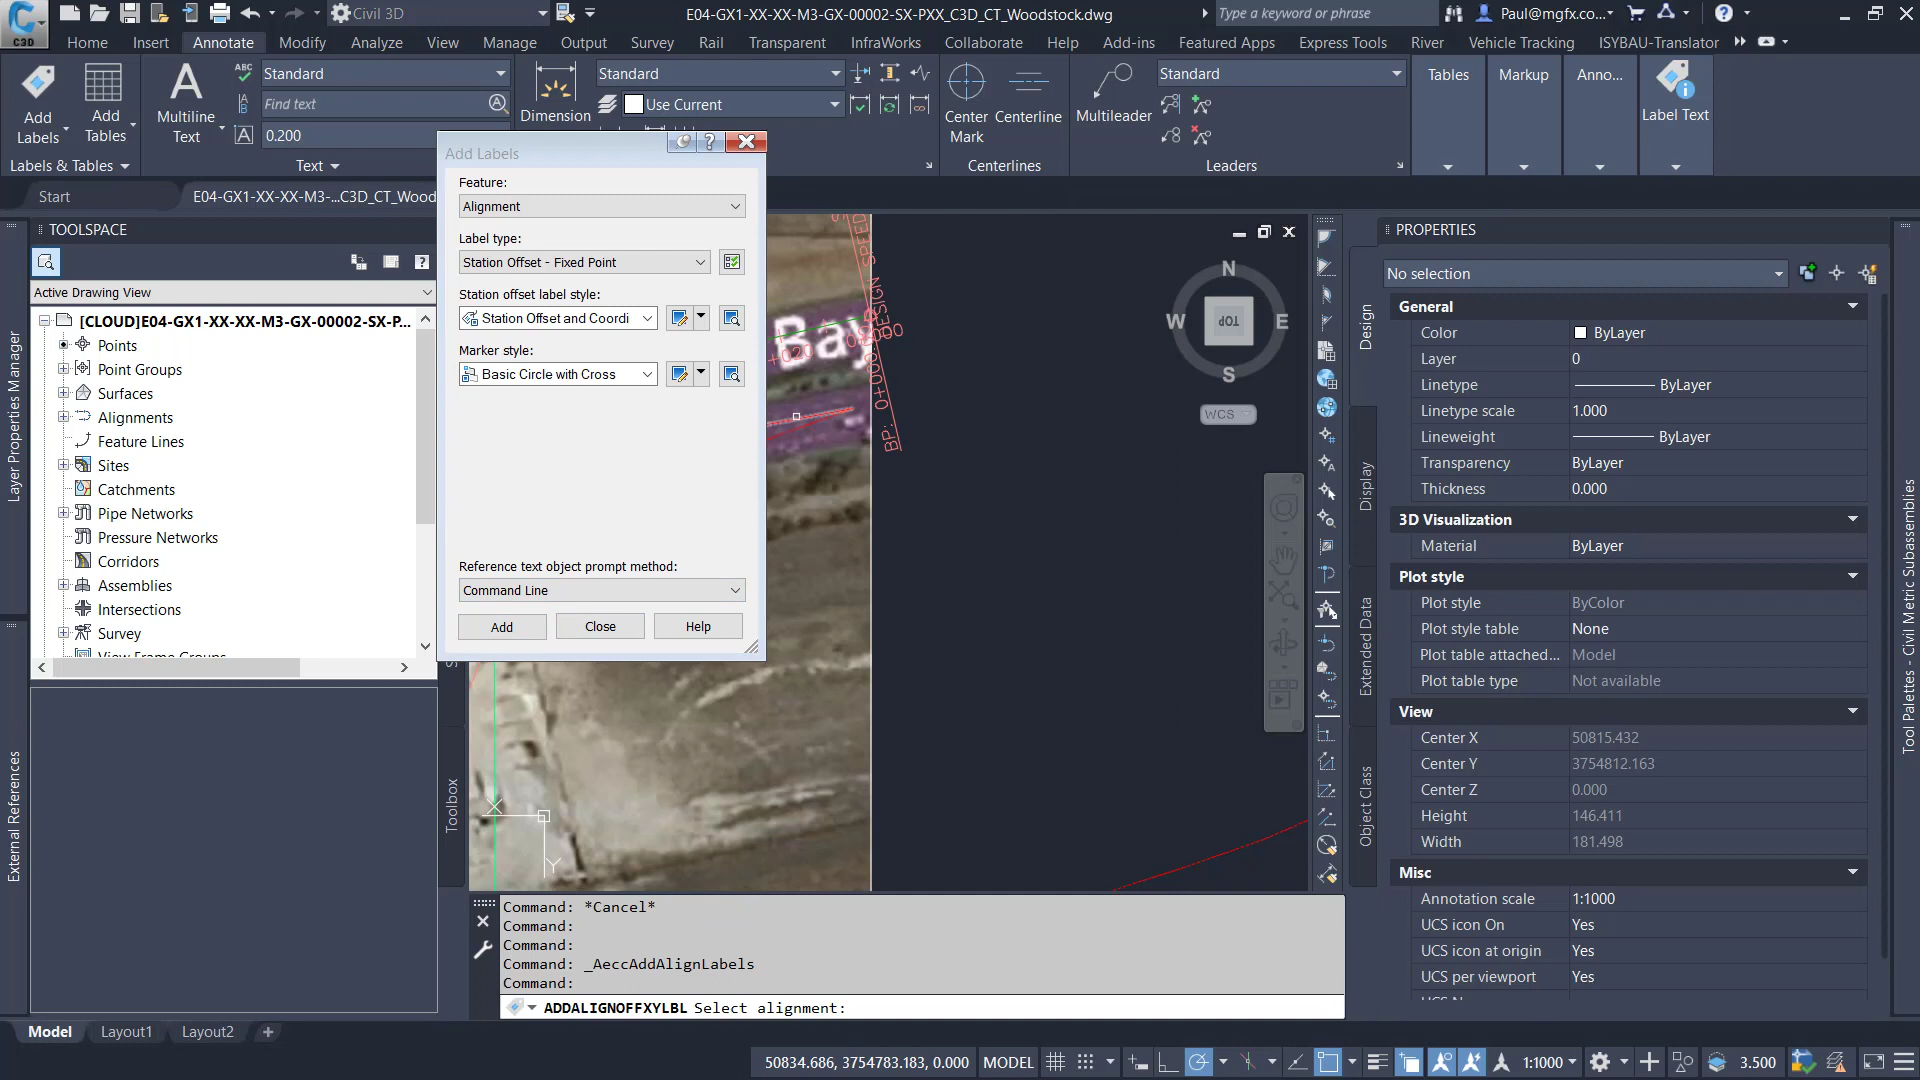 C3D
Civil 3D
E04-GX1-XX-XX-M3-GX-00002-SX-PXX_C3D_CT_Woodstock.dwg
Type a keyword or phrase
Paul@mgfx.co...
Home Insert Annotate Modify Analyze View Manage Output Survey Rail Transparent InfraWorks Collaborate Help Add-ins Featured Apps Express Tools River Vehicle Tracking ISYBAU-Translator
Add Labels
Add Tables
Labels & Tables
Multiline Text
ABC
Standard
Find text
0.200
Text
Dimension
Standard
Use Current
Center Mark
Centerline
Centerlines
Multileader
Standard
Leaders
Tables
Markup
Anno...
Label Text
Start
E04-GX1-XX-XX-M3-...C3D_CT_Wood
TOOLSPACE
Active Drawing View
[CLOUD]E04-GX1-XX-XX-M3-GX-00002-SX-P...
Points
Point Groups
Surfaces
Alignments
Feature Lines
Sites
Catchments
Pipe Networks
Pressure Networks
Corridors
Assemblies
Intersections
Survey
View Frame Groups
Layer Properties Manager
External References
Toolbox
Add Labels
Feature:
Alignment
Label type:
Station Offset - Fixed Point
Station offset label style:
Station Offset and Coordi
Marker style:
Basic Circle with Cross
Reference text object prompt method:
Command Line
Add
Close
Help
Bay
BP: 0+000
DESIGN SPEED
N
W
TOP
E
S
WCS
X
Y
PROPERTIES
No selection
Design
Display
Extended Data
Object Class
General
Color ByLayer
Layer 0
Linetype ByLayer
Linetype scale 1.000
Lineweight ByLayer
Transparency ByLayer
Thickness 0.000
3D Visualization
Material ByLayer
Plot style
Plot style ByColor
Plot style table None
Plot table attached... Model
Plot table type Not available
View
Center X 50815.432
Center Y 3754812.163
Center Z 0.000
Height 146.411
Width 181.498
Misc
Annotation scale 1:1000
UCS icon On Yes
UCS icon at origin Yes
UCS per viewport Yes
Tool Palettes - Civil Metric Subassemblies
Command: *Cancel*
Command:
Command:
Command: _AeccAddAlignLabels
Command:
ADDALIGNOFFXYLBL Select alignment:
Model Layout1 Layout2
50834.686, 3754783.183, 0.000 MODEL 1:1000 3.500